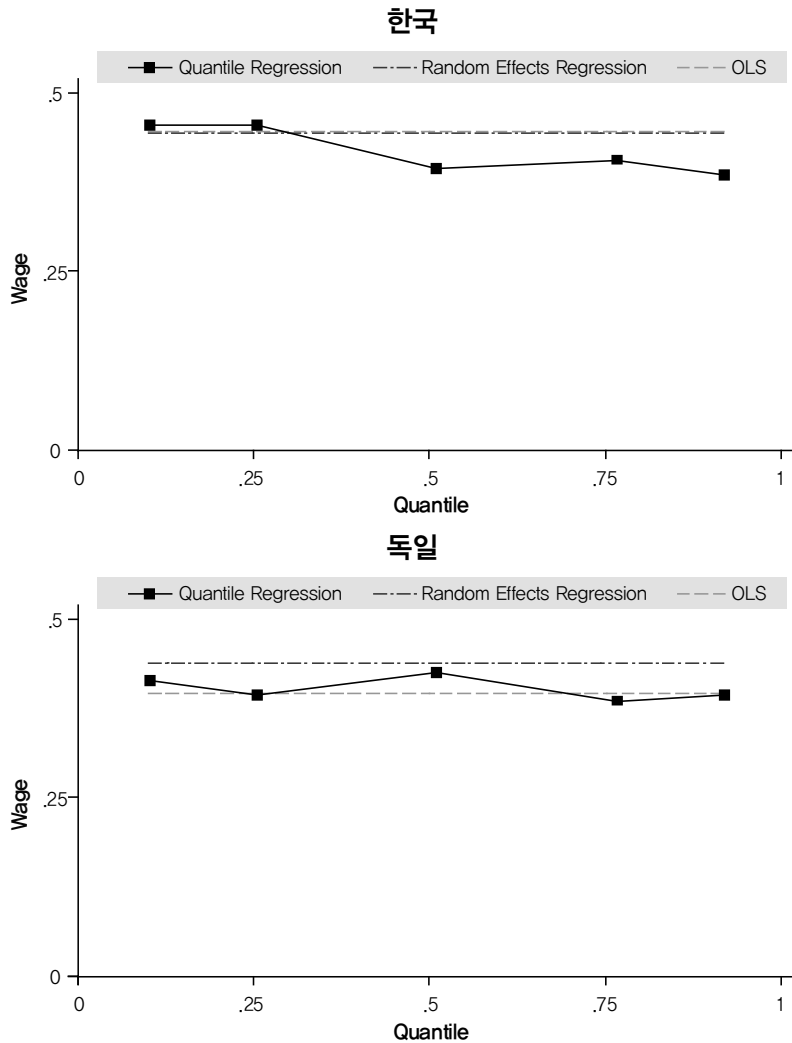 한국
Quantile Regression Random Effects Regression OLS
.5
.25
0
Wage
0 .25 .5 .75 1
Quantile
독일
Quantile Regression Random Effects Regression OLS
.5
.25
0
Wage
0 .25 .5 .75 1
Quantile